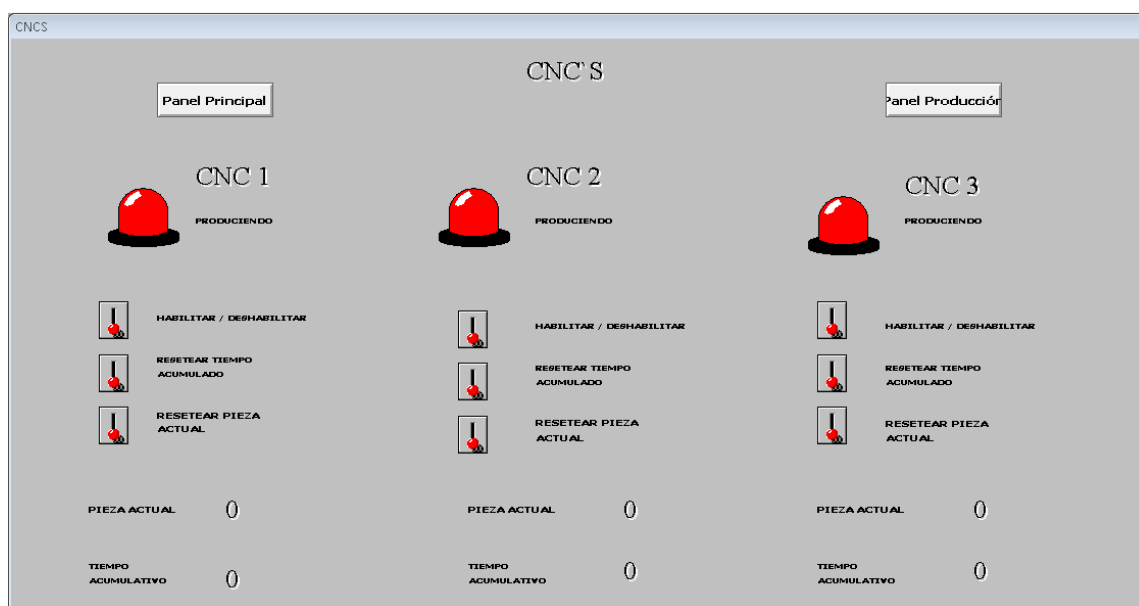 CNCS
CNC`S
Panel Principal
Panel Producción
CNC 1
PRODUCIENDO
HABILITAR / DESHABILITAR
RESETEAR TIEMPO
ACUMULADO
RESETEAR PIEZA
ACTUAL
PIEZA ACTUAL 0
TIEMPO
ACUMULATIVO 0
CNC 2
PRODUCIENDO
HABILITAR / DESHABILITAR
RESETEAR TIEMPO
ACUMULADO
RESETEAR PIEZA
ACTUAL
PIEZA ACTUAL 0
TIEMPO
ACUMULATIVO 0
CNC 3
PRODUCIENDO
HABILITAR / DESHABILITAR
RESETEAR TIEMPO
ACUMULADO
RESETEAR PIEZA
ACTUAL
PIEZA ACTUAL 0
TIEMPO
ACUMULATIVO 0